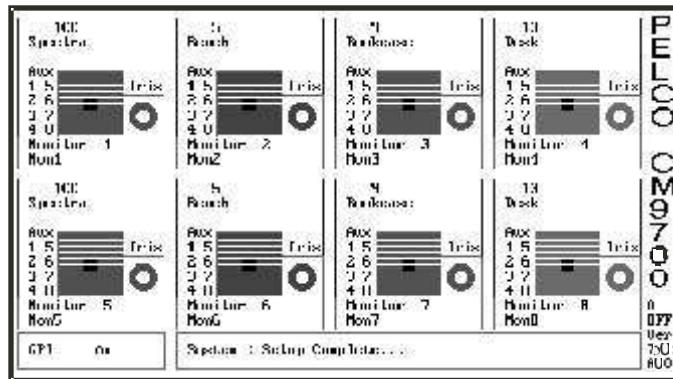 100
Spectra
Aux
1 5
2 6
3 7
4 8
Iris
Monitor 1
Mon1
5
Bench
Aux
1 5
2 6
3 7
4 8
Iris
Monitor 2
Mon2
9
Bookcase
Aux
1 5
2 6
3 7
4 8
Iris
Monitor 3
Mon3
13
Desk
Aux
1 5
2 6
3 7
4 8
Iris
Monitor 4
Mon4
100
Spectra
Aux
1 5
2 6
3 7
4 8
Iris
Monitor 5
Mon5
5
Bench
Aux
1 5
2 6
3 7
4 8
Iris
Monitor 6
Mon6
9
Bookcase
Aux
1 5
2 6
3 7
4 8
Iris
Monitor 7
Mon7
13
Desk
Aux
1 5
2 6
3 7
4 8
Iris
Monitor 8
Mon8
GPI On
System : Setup Complete...
PELCO CM9700
OFF
Ver